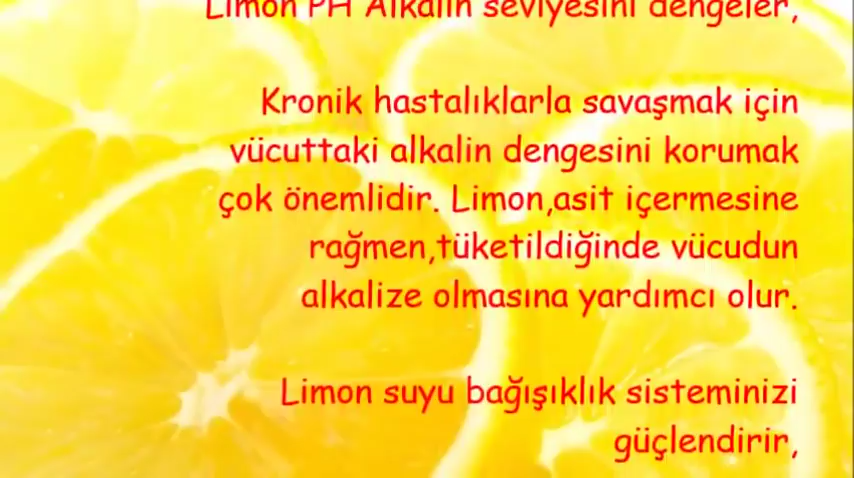 Limon PH Alkalin seviyesini dengeler,
Kronik hastalıklarla savaşmak için
vücuttaki alkalin dengesini korumak
çok önemlidir. Limon,asit içermesine
rağmen,tüketildiğinde vücudun
alkalize olmasına yardımcı olur.
Limon suyu bağışıklık sisteminizi
güçlendirir,